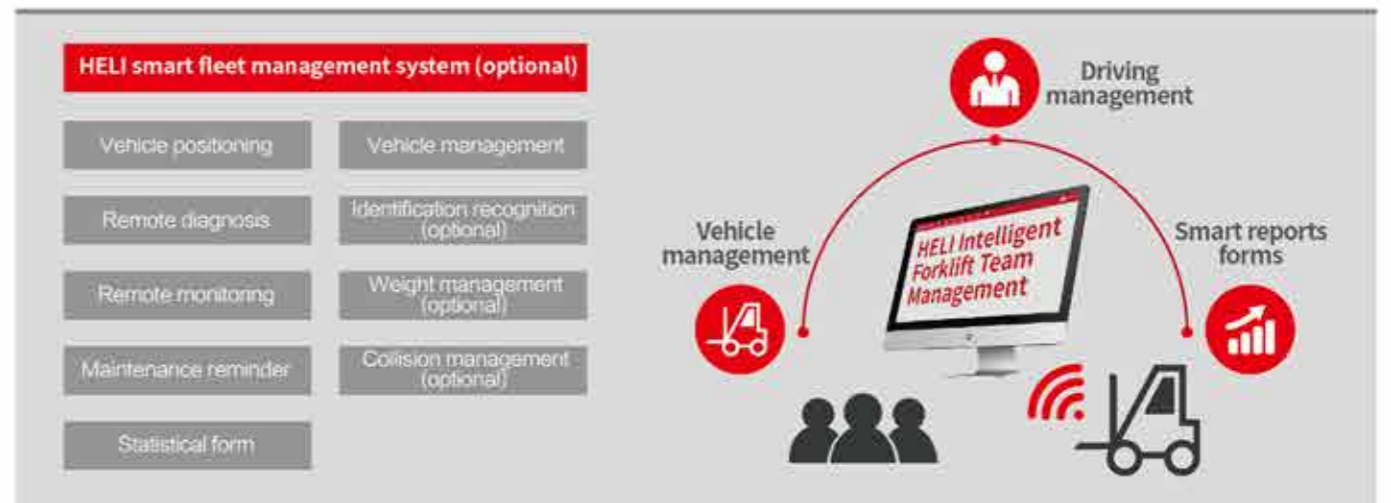 HELI smart fleet management system (optional)
Vehicle positioning
Vehicle management
Remote diagnosis
Identification recognition
(optional)
Remote monitoring
Weight management
(optional)
Maintenance reminder
Collision management
(optional)
Statistical form
Driving
management
Vehicle
management
Smart reports
forms
HELI Intelligent
Forklift Team
Management